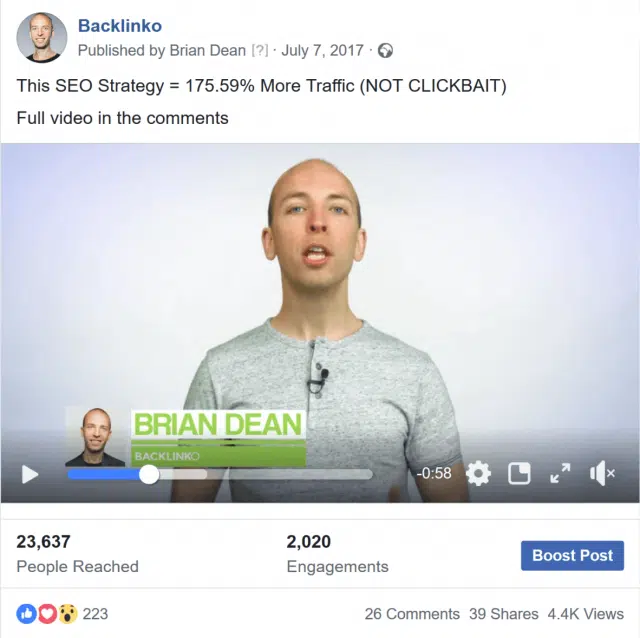 Backlinko
Published by Brian Dean [?] · July 7, 2017 ·
This SEO Strategy = 175.59% More Traffic (NOT CLICKBAIT)
Full video in the comments
BRIAN DEAN
BACKLINKO
-0:58
23,637
2,020
People Reached
Engagements
Boost Post
223
26 Comments 39 Shares 4.4K Views